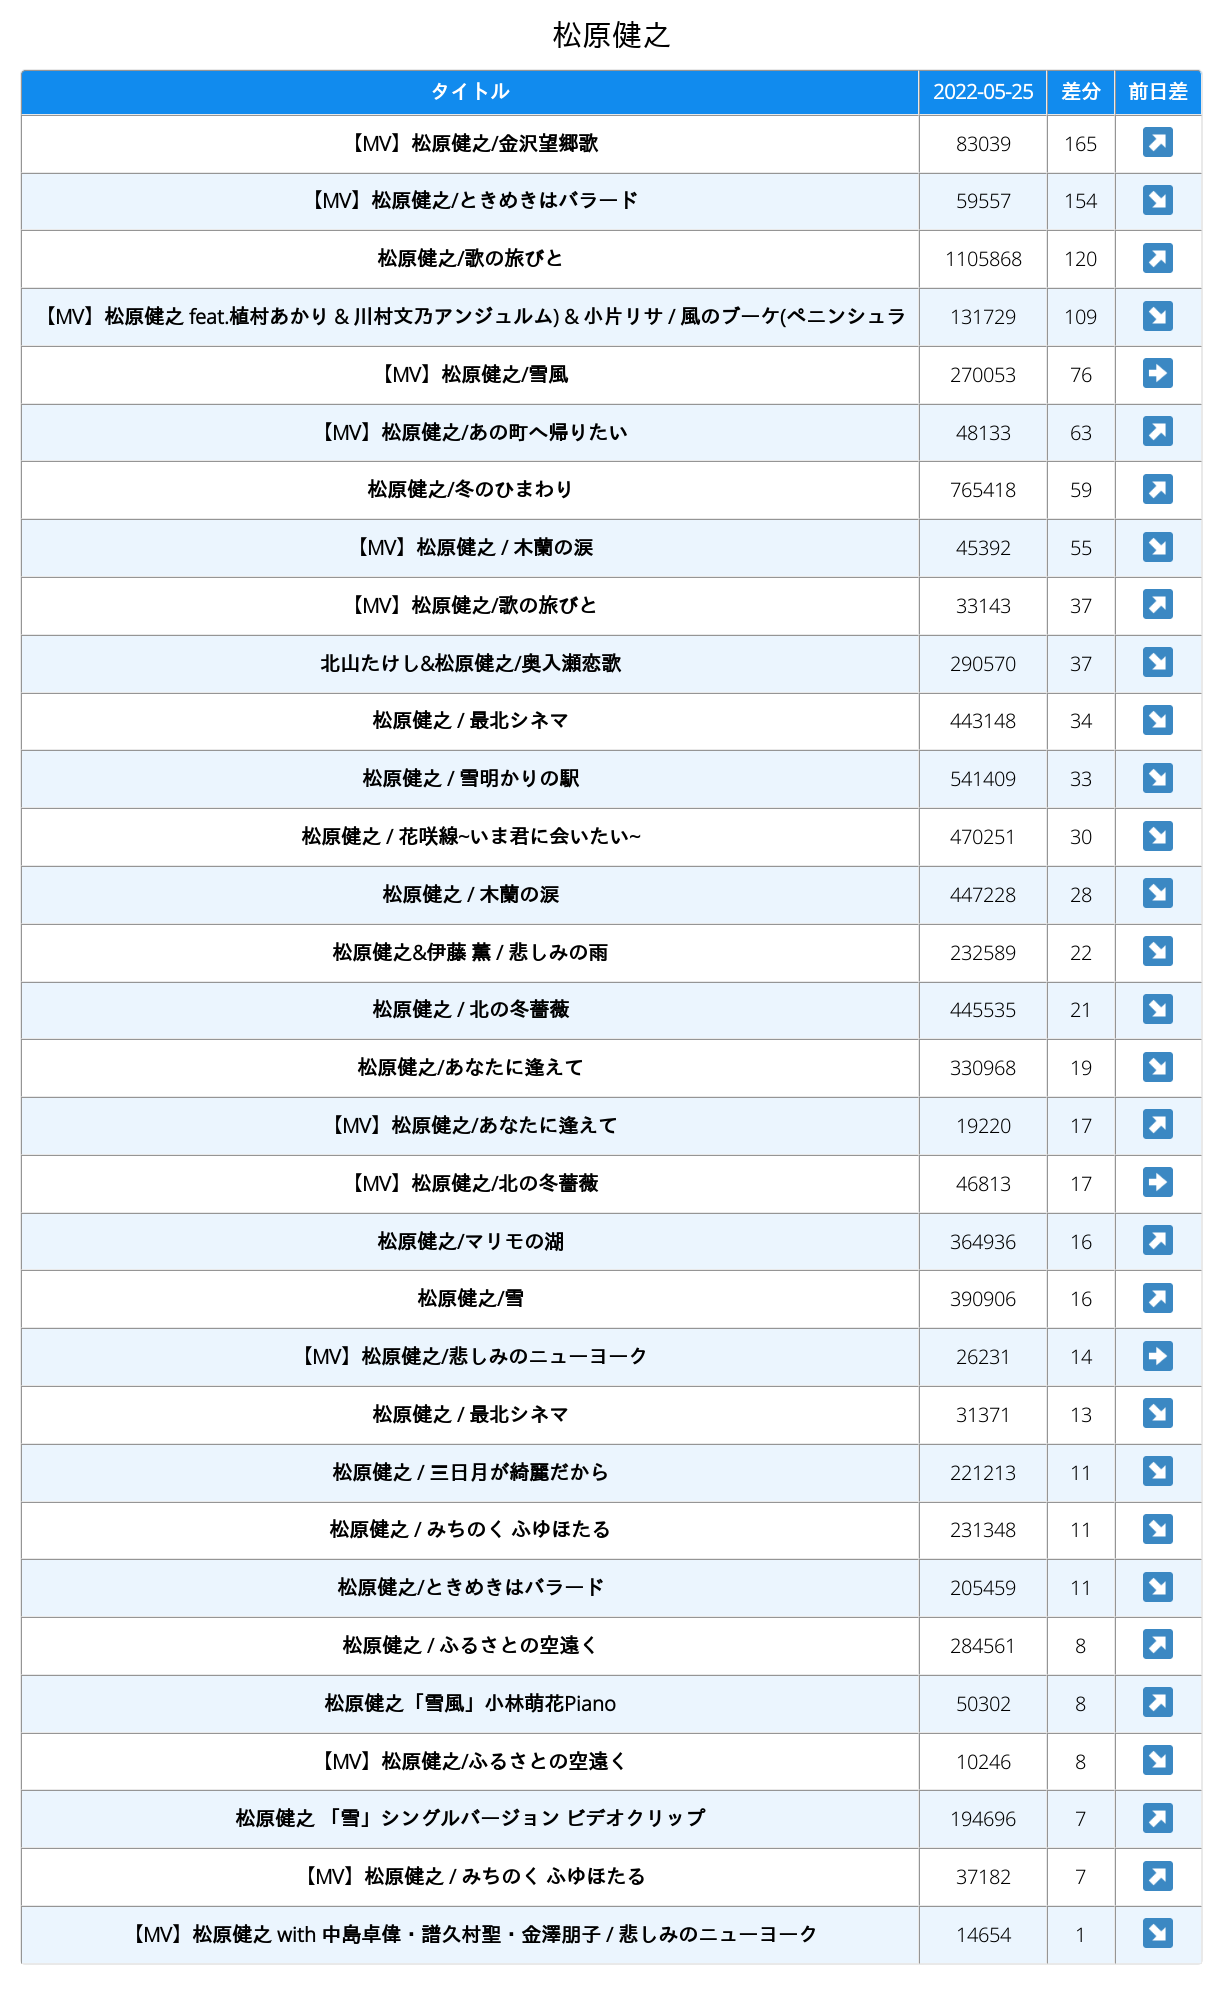 松原健之
タイトル 2022-05-25 差分 前日差
【MV】松原健之/金沢望郷歌 83039 165 ↗
【MV】松原健之/ときめきはバラード 59557 154 ↘
松原健之/歌の旅びと 1105868 120 ↗
【MV】松原健之 feat.植村あかり & 川村文乃アンジュルム) & 小片リサ / 風のブーケ(ペニンシュラ 131729 109 ↘
【MV】松原健之/雪風 270053 76 ➡
【MV】松原健之/あの町へ帰りたい 48133 63 ↗
松原健之/冬のひまわり 765418 59 ↗
【MV】松原健之 / 木蘭の涙 45392 55 ↘
【MV】松原健之/歌の旅びと 33143 37 ↗
北山たけし&松原健之/奥入瀬恋歌 290570 37 ↘
松原健之 / 最北シネマ 443148 34 ↘
松原健之 / 雪明かりの駅 541409 33 ↘
松原健之 / 花咲線~いま君に会いたい~ 470251 30 ↘
松原健之 / 木蘭の涙 447228 28 ↘
松原健之&伊藤 薫 / 悲しみの雨 232589 22 ↘
松原健之 / 北の冬薔薇 445535 21 ↘
松原健之/あなたに逢えて 330968 19 ↘
【MV】松原健之/あなたに逢えて 19220 17 ↗
【MV】松原健之/北の冬薔薇 46813 17 ➡
松原健之/マリモの湖 364936 16 ↗
松原健之/雪 390906 16 ↗
【MV】松原健之/悲しみのニューヨーク 26231 14 ➡
松原健之 / 最北シネマ 31371 13 ↘
松原健之 / 三日月が綺麗だから 221213 11 ↘
松原健之 / みちのく ふゆほたる 231348 11 ↘
松原健之/ときめきはバラード 205459 11 ↘
松原健之 / ふるさとの空遠く 284561 8 ↗
松原健之「雪風」小林萌花Piano 50302 8 ↗
【MV】松原健之/ふるさとの空遠く 10246 8 ↘
松原健之 「雪」シングルバージョン ビデオクリップ 194696 7 ↗
【MV】松原健之 / みちのく ふゆほたる 37182 7 ↗
【MV】松原健之 with 中島卓偉・譜久村聖・金澤朋子 / 悲しみのニューヨーク 14654 1 ↘